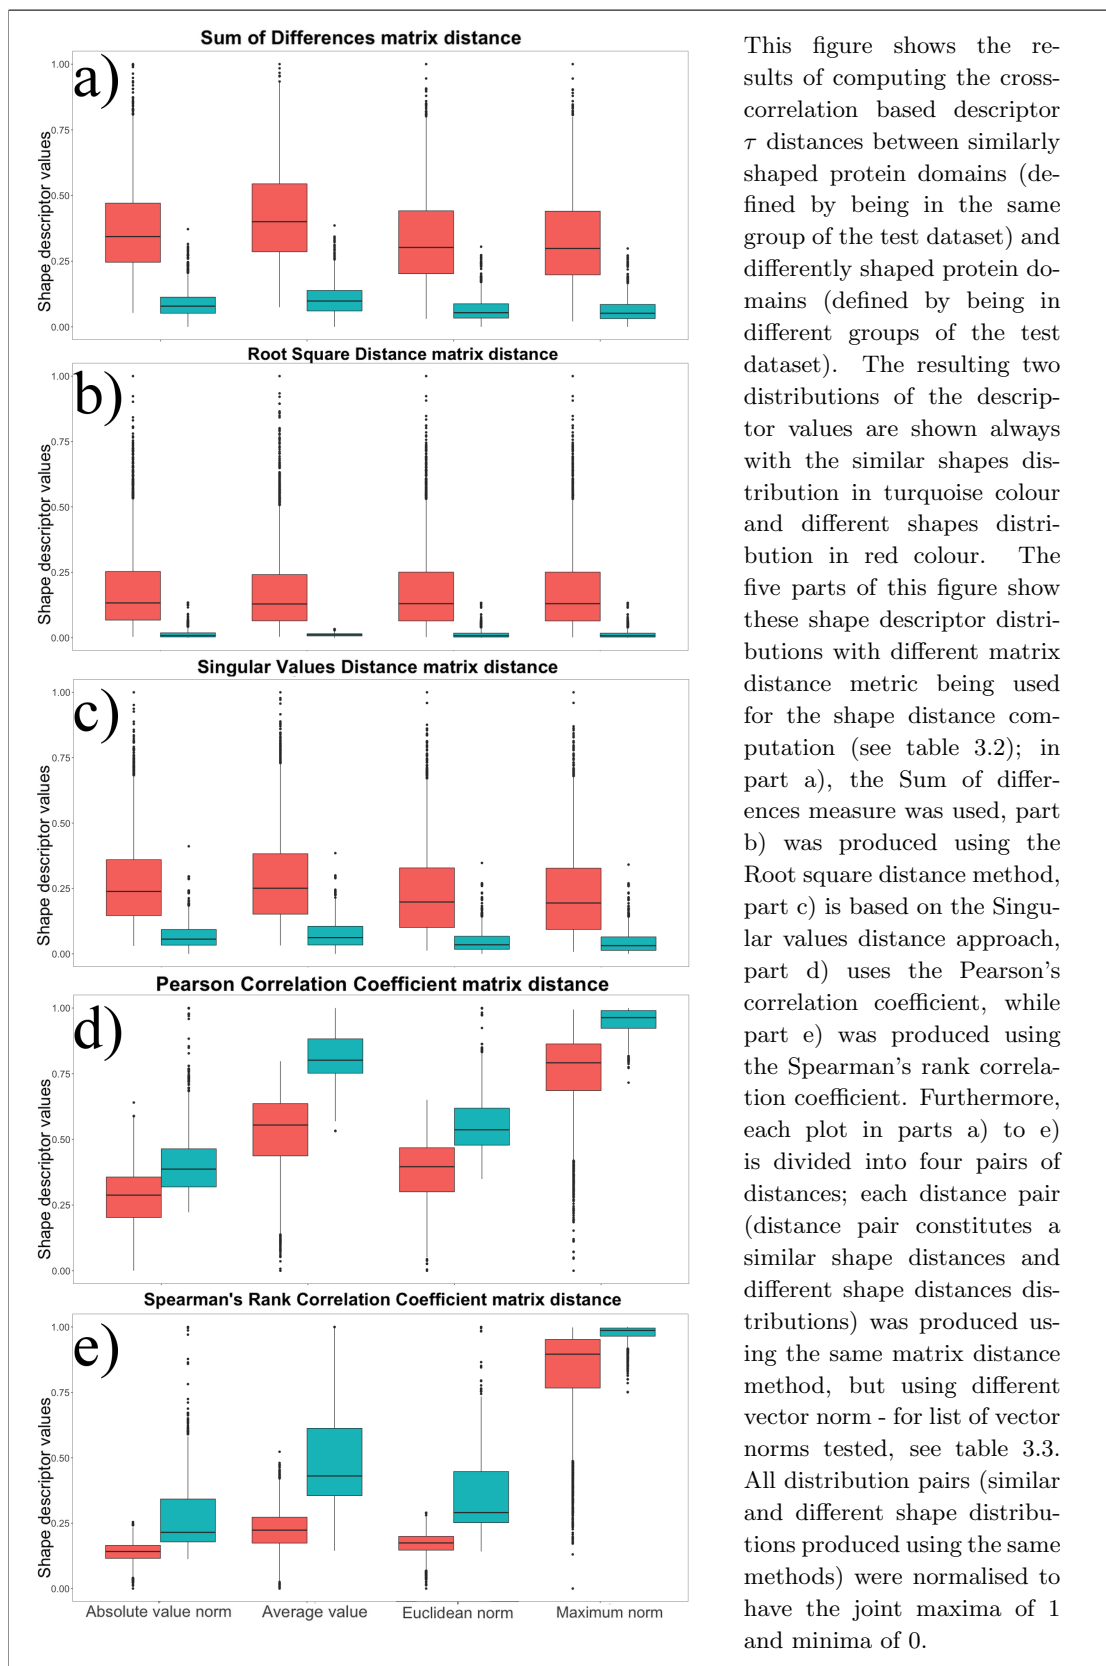 Sum of Differences matrix distance
a)
Shape descriptor values
1.00
0.75
0.50
0.25
0.00
Root Square Distance matrix distance
b)
Shape descriptor values
1.00
0.75
0.50
0.25
0.00
Singular Values Distance matrix distance
c)
Shape descriptor values
1.00
0.75
0.50
0.25
0.00
Pearson Correlation Coefficient matrix distance
d)
Shape descriptor values
1.00
0.75
0.50
0.25
0.00
Spearman's Rank Correlation Coefficient matrix distance
e)
Shape descriptor values
1.00
0.75
0.50
0.25
0.00
Absolute value norm
Average value
Euclidean norm
Maximum norm
This figure shows the re-
sults of computing the cross-
correlation based descriptor
τ distances between similarly
shaped protein domains (de-
fined by being in the same
group of the test dataset) and
differently shaped protein do-
mains (defined by being in
different groups of the test
dataset). The resulting two
distributions of the descrip-
tor values are shown always
with the similar shapes dis-
tribution in turquoise colour
and different shapes distri-
bution in red colour. The
five parts of this figure show
these shape descriptor distri-
butions with different matrix
distance metric being used
for the shape distance com-
putation (see table 3.2); in
part a), the Sum of differ-
ences measure was used, part
b) was produced using the
Root square distance method,
part c) is based on the Singu-
lar values distance approach,
part d) uses the Pearson's
correlation coefficient, while
part e) was produced using
the Spearman's rank correla-
tion coefficient. Furthermore,
each plot in parts a) to e)
is divided into four pairs of
distances; each distance pair
(distance pair constitutes a
similar shape distances and
different shape distances dis-
tributions) was produced us-
ing the same matrix distance
method, but using different
vector norm - for list of vector
norms tested, see table 3.3.
All distribution pairs (similar
and different shape distribu-
tions produced using the same
methods) were normalised to
have the joint maxima of 1
and minima of 0.